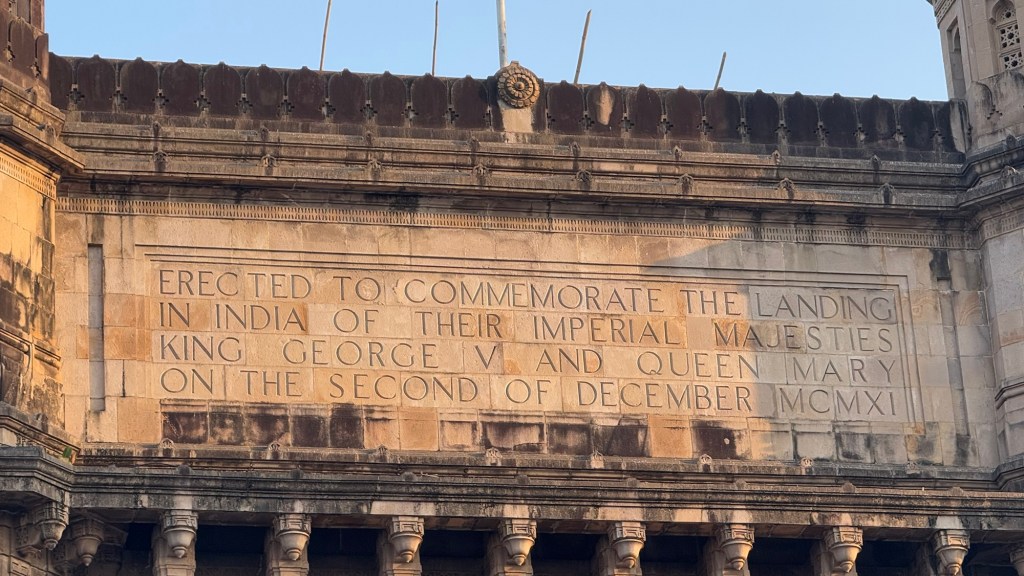 ERECTED TO COMMEMORATE THE LANDING
IN INDIA OF THEIR IMPERIAL MAJESTIES
KING GEORGE V AND QUEEN MARY
ON THE SECOND OF DECEMBER MCMXI